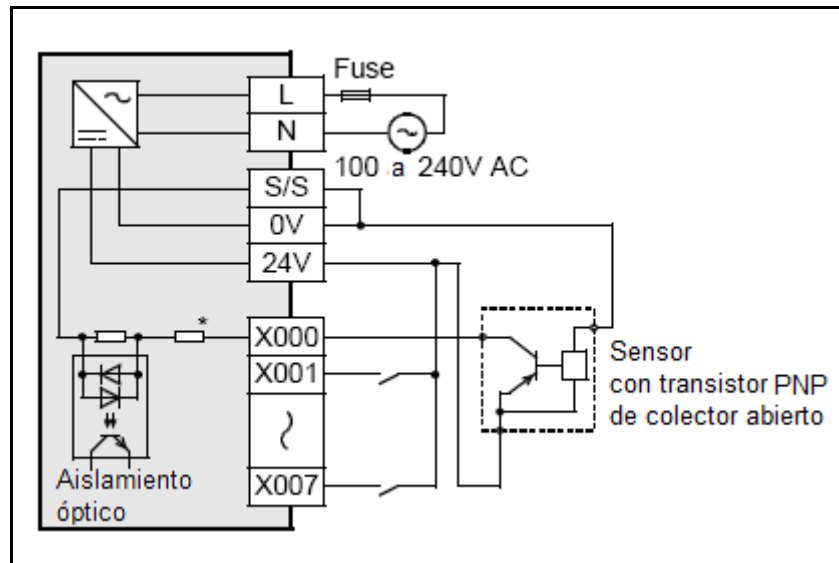 Fuse
L
N
100 a 240V AC
S/S
0V
24V
*
X000
X001
X007
Sensor
con transistor PNP
de colector abierto
Aislamiento
óptico